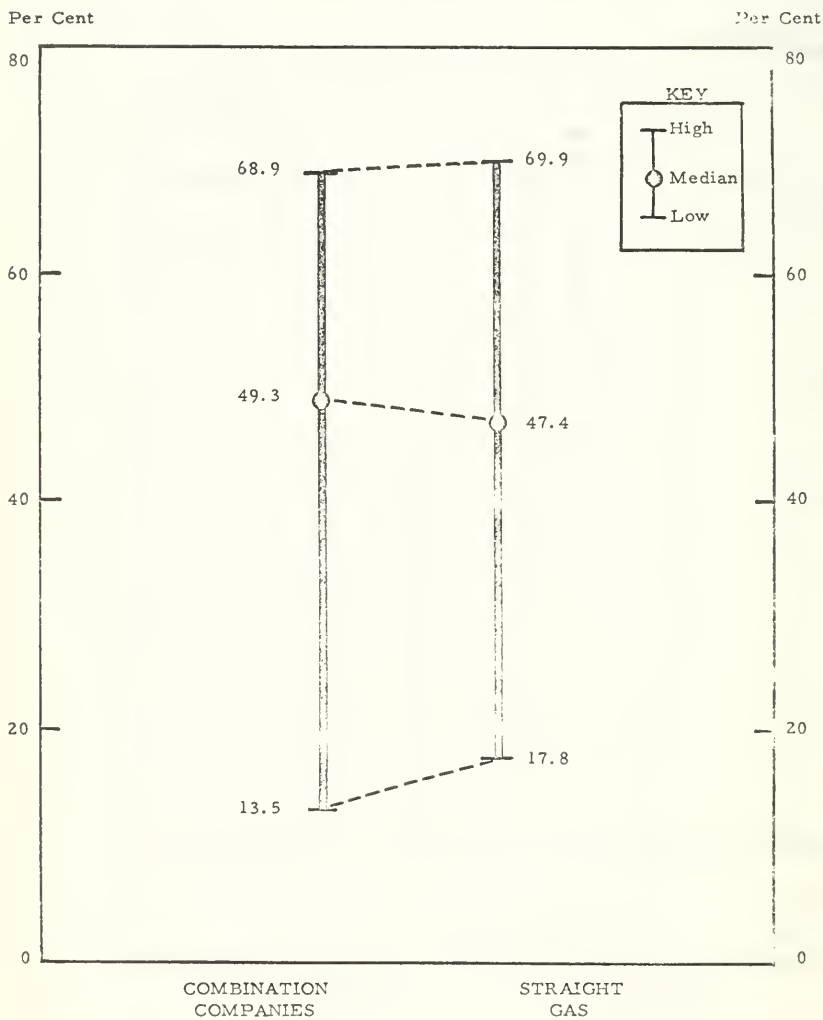 Per Cent Per Cent
80 80
KEY
High
Median
Low
68.9 69.9
60 60
49.3 47.4
40 40
20 20
17.8
13.5
0 0
COMBINATION STRAIGHT
COMPANIES GAS